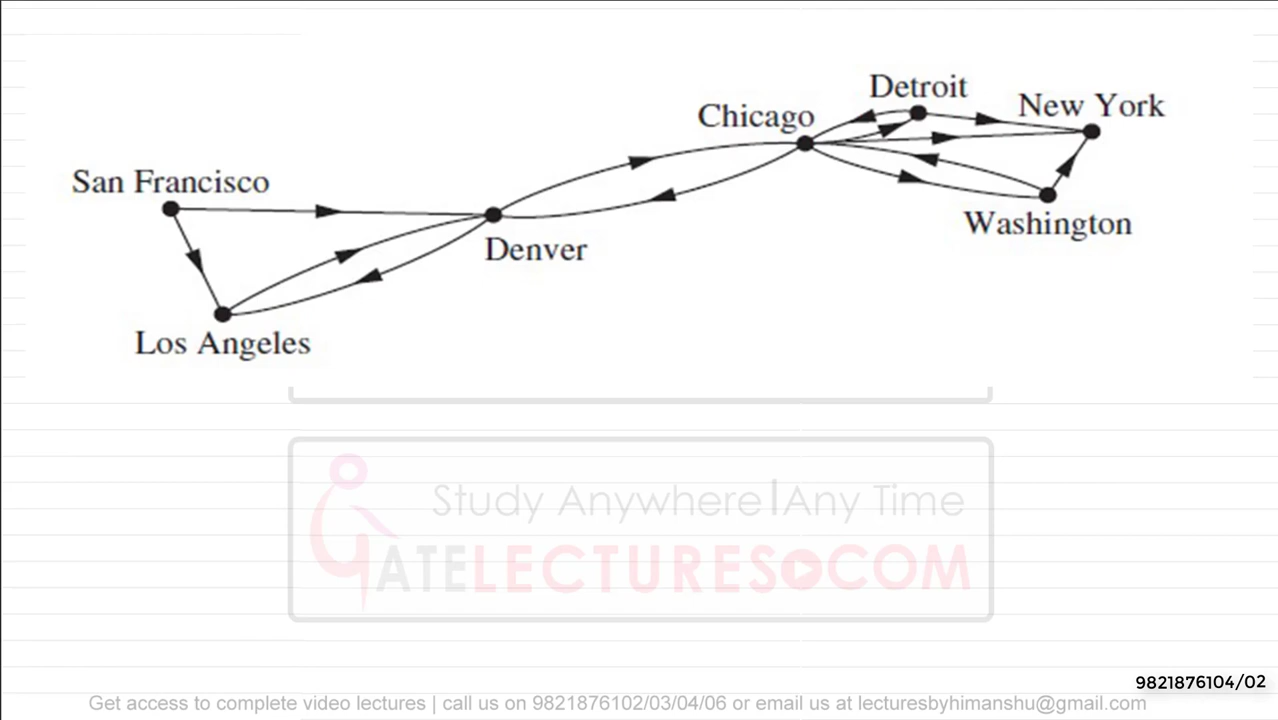 Detroit
New York
Chicago
San Francisco
Washington
Denver
Los Angeles
Study Anywhere|Any Time
GATELECTURES.COM
9821876104/02
Get access to complete video lectures | call us on 9821876102/03/04/06 or email us at lecturesbyhimanshu@gmail.com